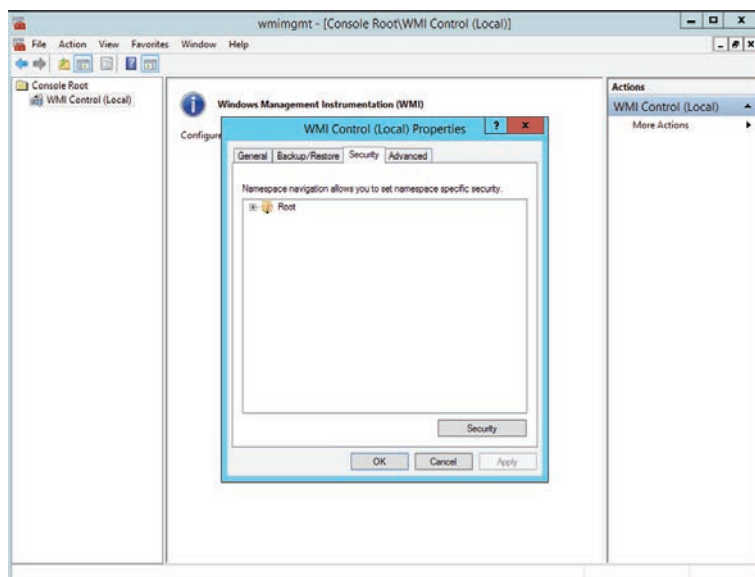 wmimgmt - [Console Root\WMI Control (Local)]
File Action View Favorites Window Help
Console Root
WMI Control (Local)
Windows Management Instrumentation (WMI)
Configure
WMI Control (Local) Properties
General Backup/Restore Security Advanced
Namespace navigation allows you to set namespace specific security.
Root
Security
OK Cancel Apply
Actions
WMI Control (Local)
More Actions